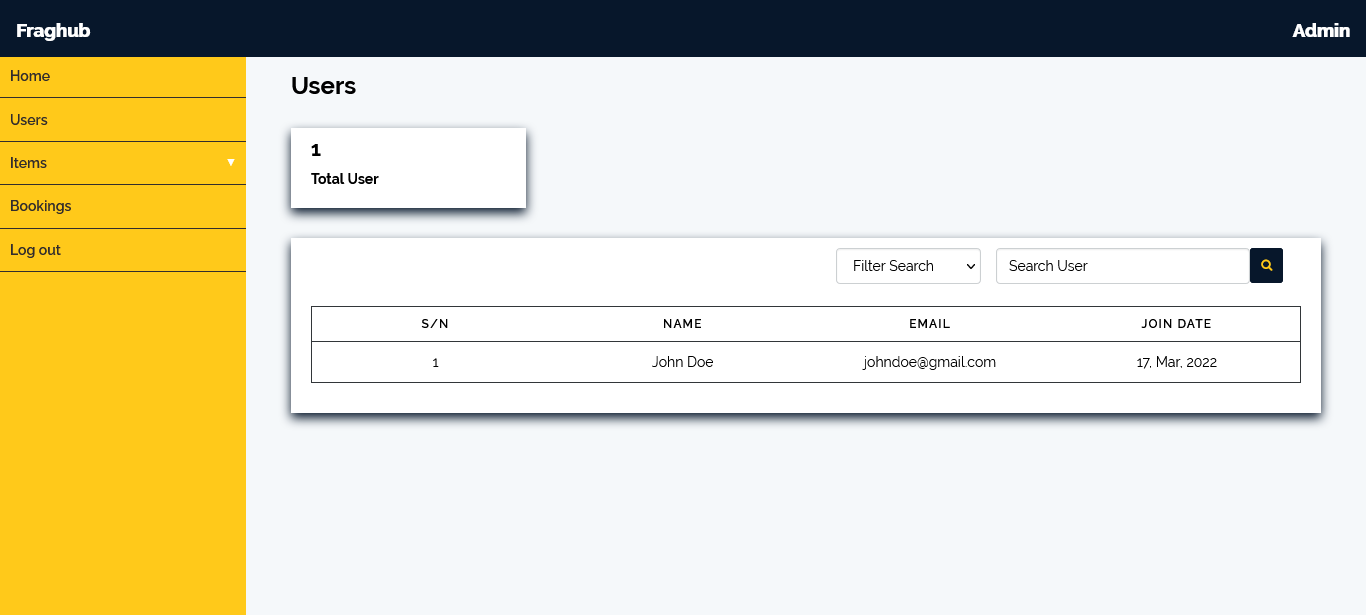 Fraghub
Admin
Home
Users
Items ▼
Bookings
Log out
Users
1
Total User
Filter Search
Search User
S/N NAME EMAIL JOIN DATE
1 John Doe johndoe@gmail.com 17, Mar, 2022